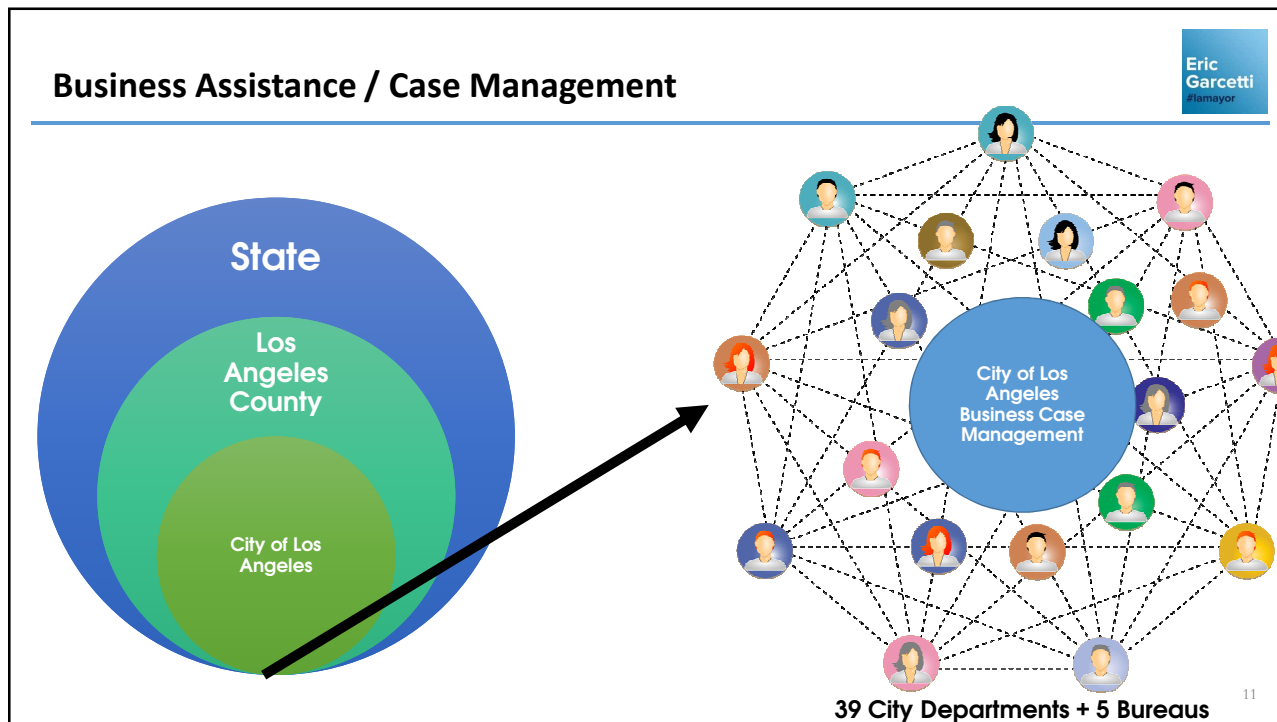 Business Assistance / Case Management
Eric
Garcetti
#lamayor
State
Los
Angeles
County
City of Los
Angeles
City of Los
Angeles
Business Case
Management
39 City Departments + 5 Bureaus
11